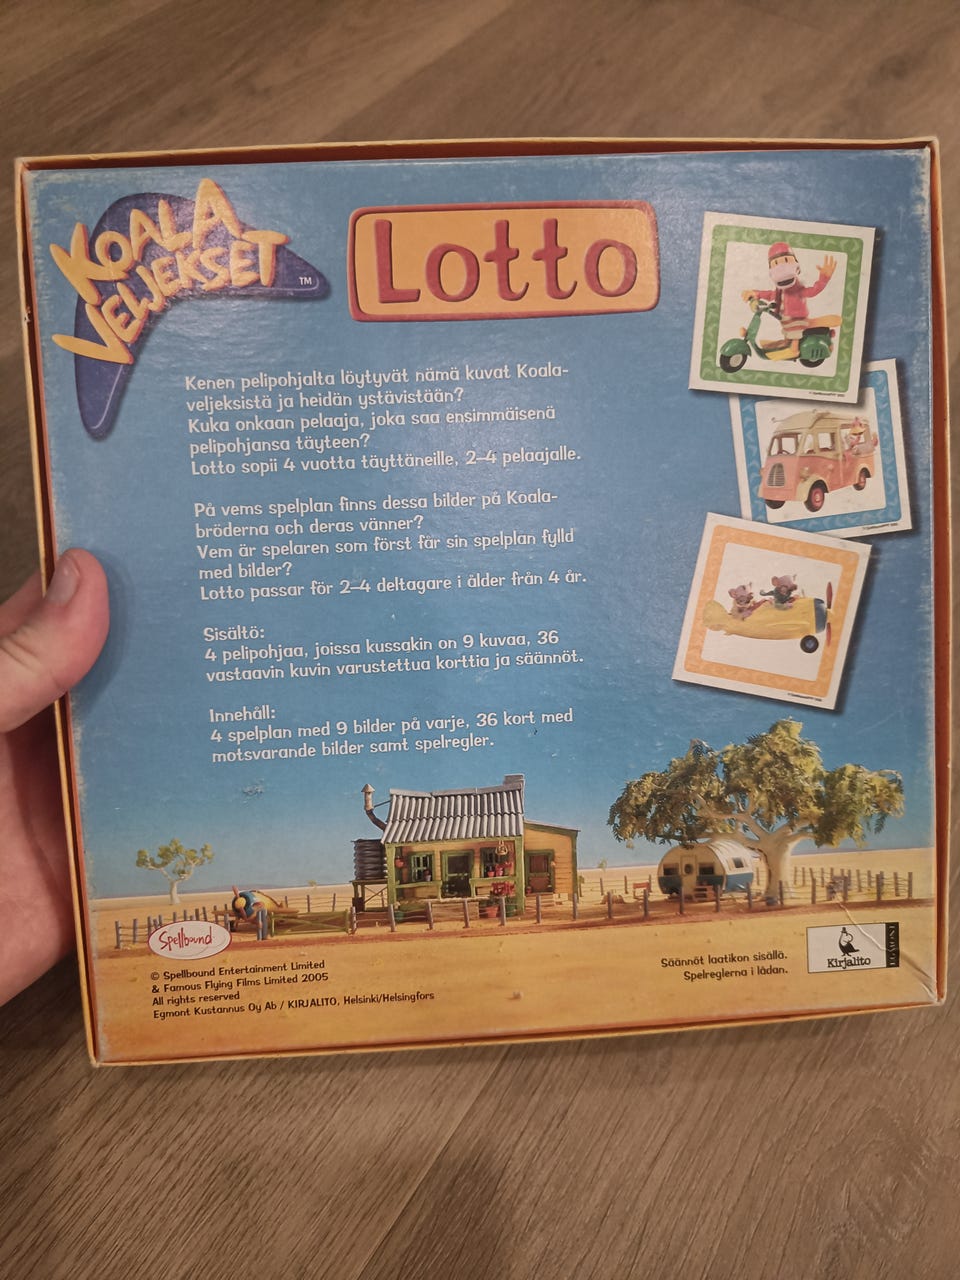 KOALA
VELJEKSET
TM
Lotto
Kenen pelipohjalta löytyvät nämä kuvat Koala-
veljeksistä ja heidän ystävistään?
Kuka onkaan pelaaja, joka saa ensimmäisenä
pelipohjansa täyteen?
Lotto sopii 4 vuotta täyttäneille, 2–4 pelaajalle.
På vems spelplan finns dessa bilder på Koala-
bröderna och deras vänner?
Vem är spelaren som först får sin spelplan fylld
med bilder?
Lotto passar för 2–4 deltagare i ålder från 4 år.
Sisältö:
4 pelipohjaa, joissa kussakin on 9 kuvaa, 36
vastaavin kuvin varustettua korttia ja säännöt.
Innehåll:
4 spelplan med 9 bilder på varje, 36 kort med
motsvarande bilder samt spelregler.
Spellbound
© Spellbound Entertainment Limited
& Famous Flying Films Limited 2005
All rights reserved
Egmont Kustannus Oy Ab / KIRJALITO, Helsinki/Helsingfors
Säännöt laatikon sisällä.
Spelreglerna i lådan.
Kirjalito
EGMONT